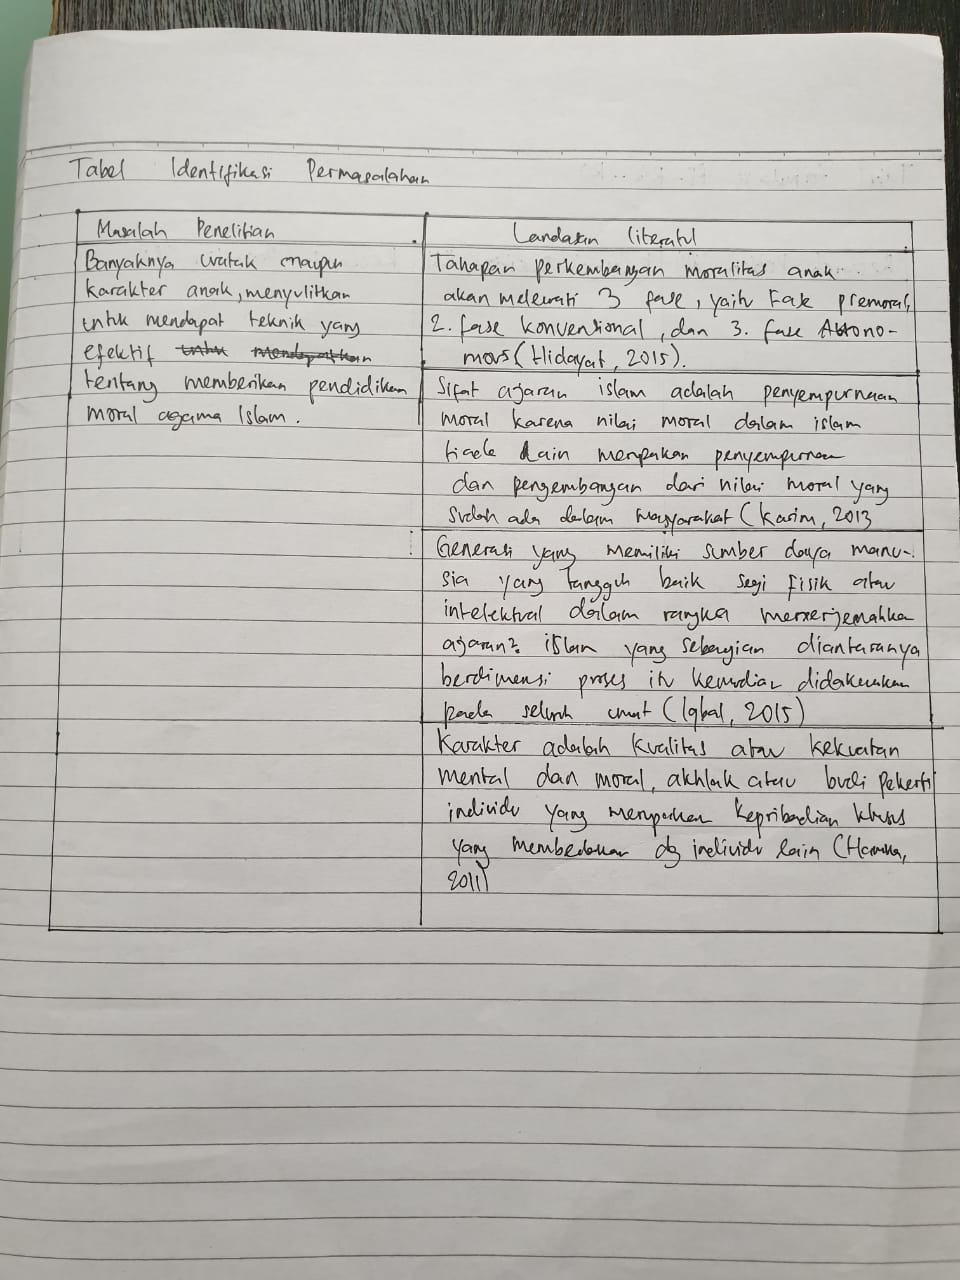 Tabel Identifikasi Permasalahan
Masalah Penelitian
Banyaknya watak maupun
karakter anak, menyulitkan
untuk mendapat teknik yang
efektif untuk mendapatkan
tentang memberikan pendidikan
moral agama Islam.
Landasan literatul
Tahapan perkembangan moralitas anak
akan melewati 3 fase, yaitu Fase premoral,
2. fase konvensional, dan 3. fase Autono-
mous (Hidayat, 2015).
Sifat ajaran islam adalah penyempurnaan
moral karena nilai moral dalam islam
tidak lain merupakan penyempurnaan
dan pengembangan dari nilai moral yang
sudah ada dalam masyarakat (Karim, 2013
Generasi yang memiliki sumber daya manu-
sia yang tangguh baik segi fisik atau
intelektual dalam rangka menterjemahkan
ajaran2 islam yang sebagian diantaranya
berdimensi proses itu kemudian
pada seluruh umat (Iqbal, 2015)
Karakter adalah kualitas atau kekuatan
mental dan moral, akhlak atau budi pekerti
individu yang merupakan kepribadian khusus
yang membedakan dg individu lain (Hamka,
2011)